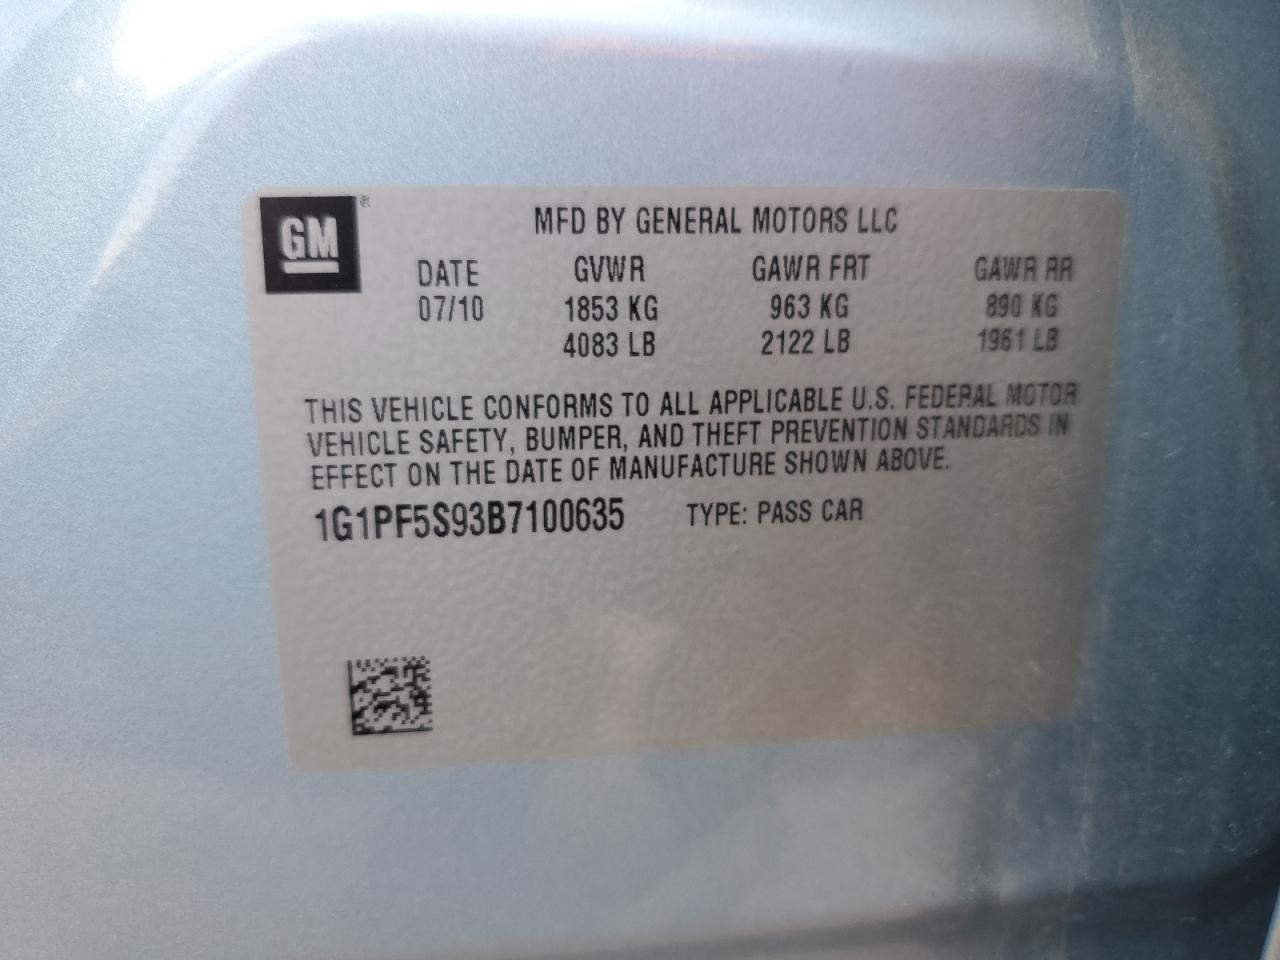 GM ®
MFD BY GENERAL MOTORS LLC
DATE GVWR GAWR FRT GAWR RR
07/10 1853 KG 963 KG 890 KG
4083 LB 2122 LB 1961 LB
THIS VEHICLE CONFORMS TO ALL APPLICABLE U.S. FEDERAL MOTOR
VEHICLE SAFETY, BUMPER, AND THEFT PREVENTION STANDARDS IN
EFFECT ON THE DATE OF MANUFACTURE SHOWN ABOVE.
1G1PF5S93B7100635 TYPE: PASS CAR